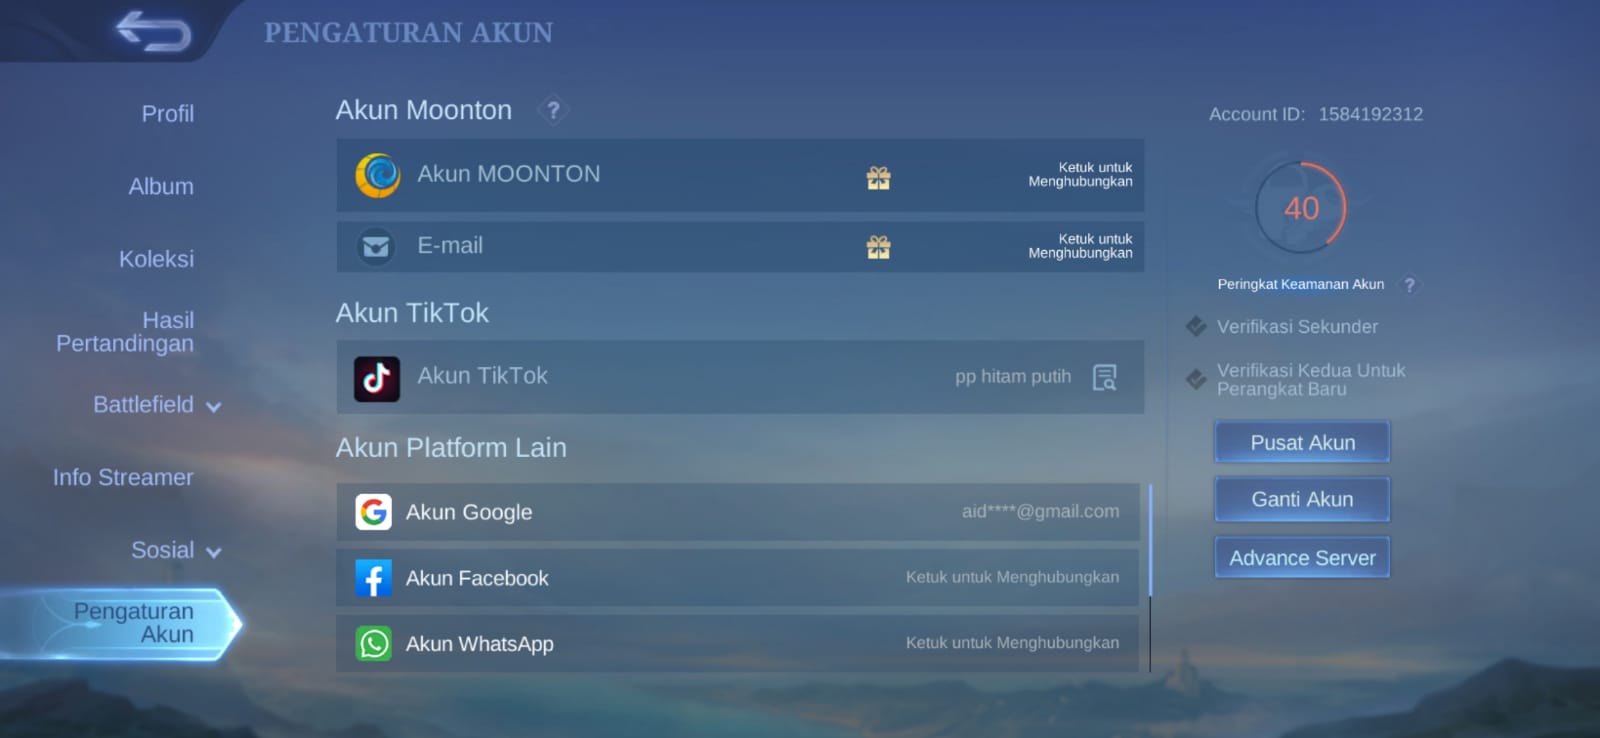 PENGATURAN AKUN
Profil
Album
Koleksi
Hasil
Pertandingan
Battlefield
Info Streamer
Sosial
Pengaturan
Akun
Akun Moonton ?
Akun MOONTON
Ketuk untuk
Menghubungkan
E-mail
Ketuk untuk
Menghubungkan
Akun TikTok
Akun TikTok
pp hitam putih
Akun Platform Lain
Akun Google
aid****@gmail.com
Akun Facebook
Ketuk untuk Menghubungkan
Akun WhatsApp
Ketuk untuk Menghubungkan
Account ID: 1584192312
40
Peringkat Keamanan Akun ?
Verifikasi Sekunder
Verifikasi Kedua Untuk
Perangkat Baru
Pusat Akun
Ganti Akun
Advance Server